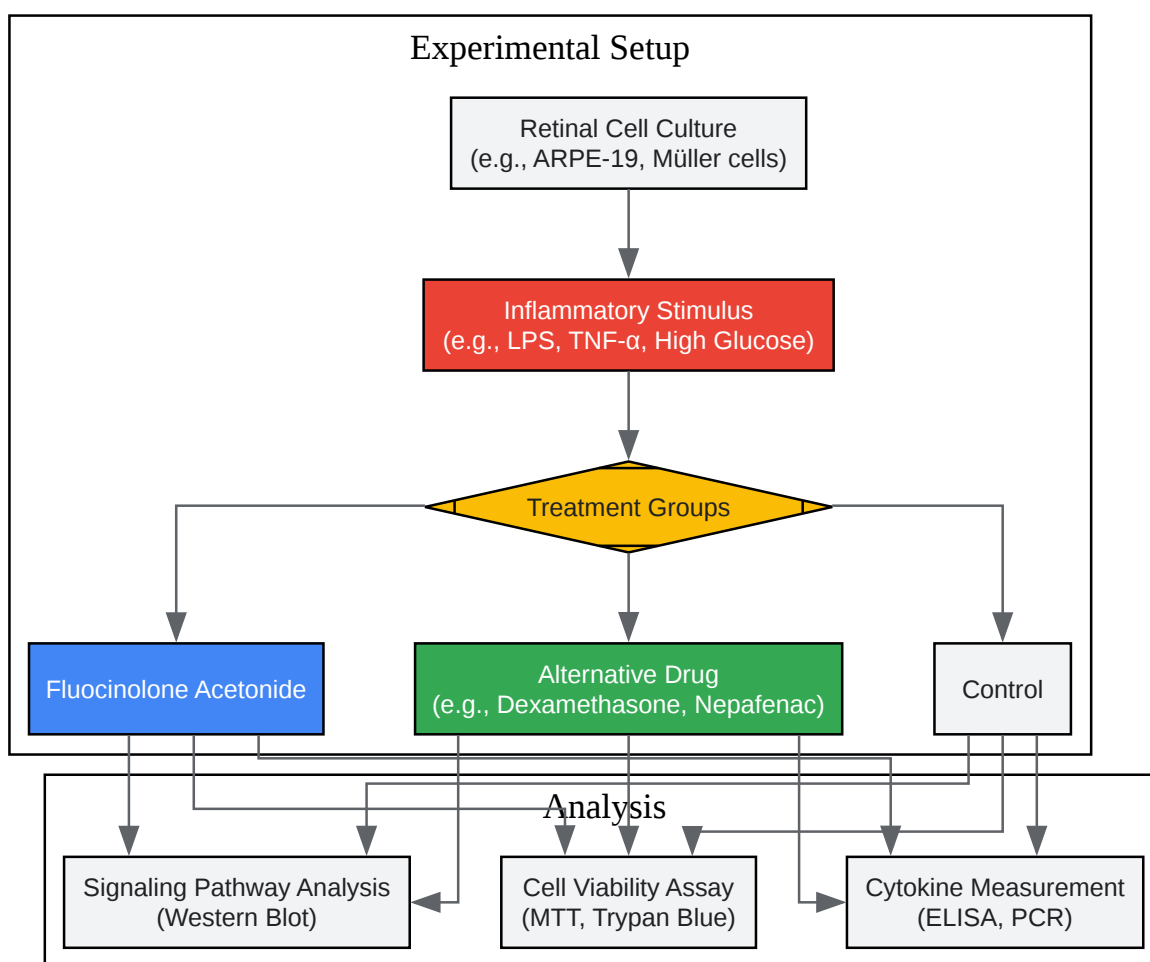 Experimental Setup
Retinal Cell Culture
(e.g., ARPE-19, Müller cells)
Inflammatory Stimulus
(e.g., LPS, TNF-α, High Glucose)
Treatment Groups
Fluocinolone Acetonide
Alternative Drug
(e.g., Dexamethasone, Nepafenac)
Control
Analysis
Signaling Pathway Analysis
(Western Blot)
Cell Viability Assay
(MTT, Trypan Blue)
Cytokine Measurement
(ELISA, PCR)